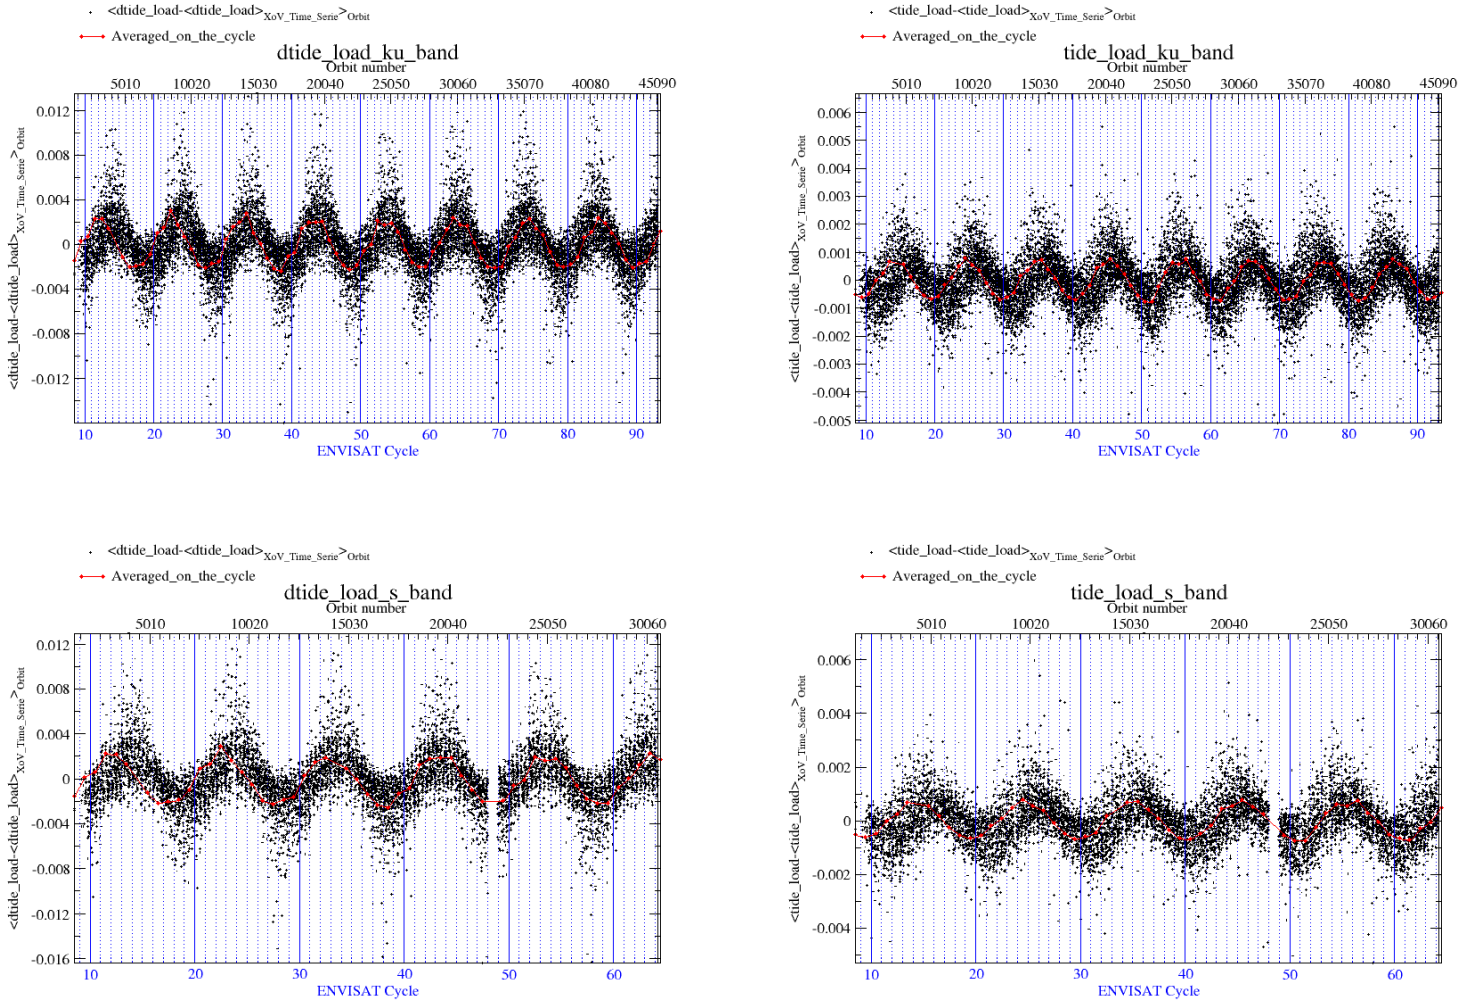 <dtide_load-<dtide_load>XoV_Time_Serie>Orbit
Averaged_on_the_cycle
dtide_load_ku_band
Orbit number
5010 10020 15030 20040 25050 30060 35070 40080 45090
0.012
0.008
0.004
0
-0.004
-0.008
-0.012
<dtide_load-<dtide_load>XoV_Time_Serie>Orbit
10 20 30 40 50 60 70 80 90
ENVISAT Cycle
<tide_load-<tide_load>XoV_Time_Serie>Orbit
Averaged_on_the_cycle
tide_load_ku_band
Orbit number
5010 10020 15030 20040 25050 30060 35070 40080 45090
0.006
0.005
0.004
0.003
0.002
0.001
0
-0.001
-0.002
-0.003
-0.004
-0.005
<tide_load-<tide_load>XoV_Time_Serie>Orbit
10 20 30 40 50 60 70 80 90
ENVISAT Cycle
<dtide_load-<dtide_load>XoV_Time_Serie>Orbit
Averaged_on_the_cycle
dtide_load_s_band
Orbit number
5010 10020 15030 20040 25050 30060
0.012
0.008
0.004
0
-0.004
-0.008
-0.012
-0.016
<dtide_load-<dtide_load>XoV_Time_Serie>Orbit
10 20 30 40 50 60
ENVISAT Cycle
<tide_load-<tide_load>XoV_Time_Serie>Orbit
Averaged_on_the_cycle
tide_load_s_band
Orbit number
5010 10020 15030 20040 25050 30060
0.006
0.004
0.002
0
-0.002
-0.004
<tide_load-<tide_load>XoV_Time_Serie>Orbit
10 20 30 40 50 60
ENVISAT Cycle